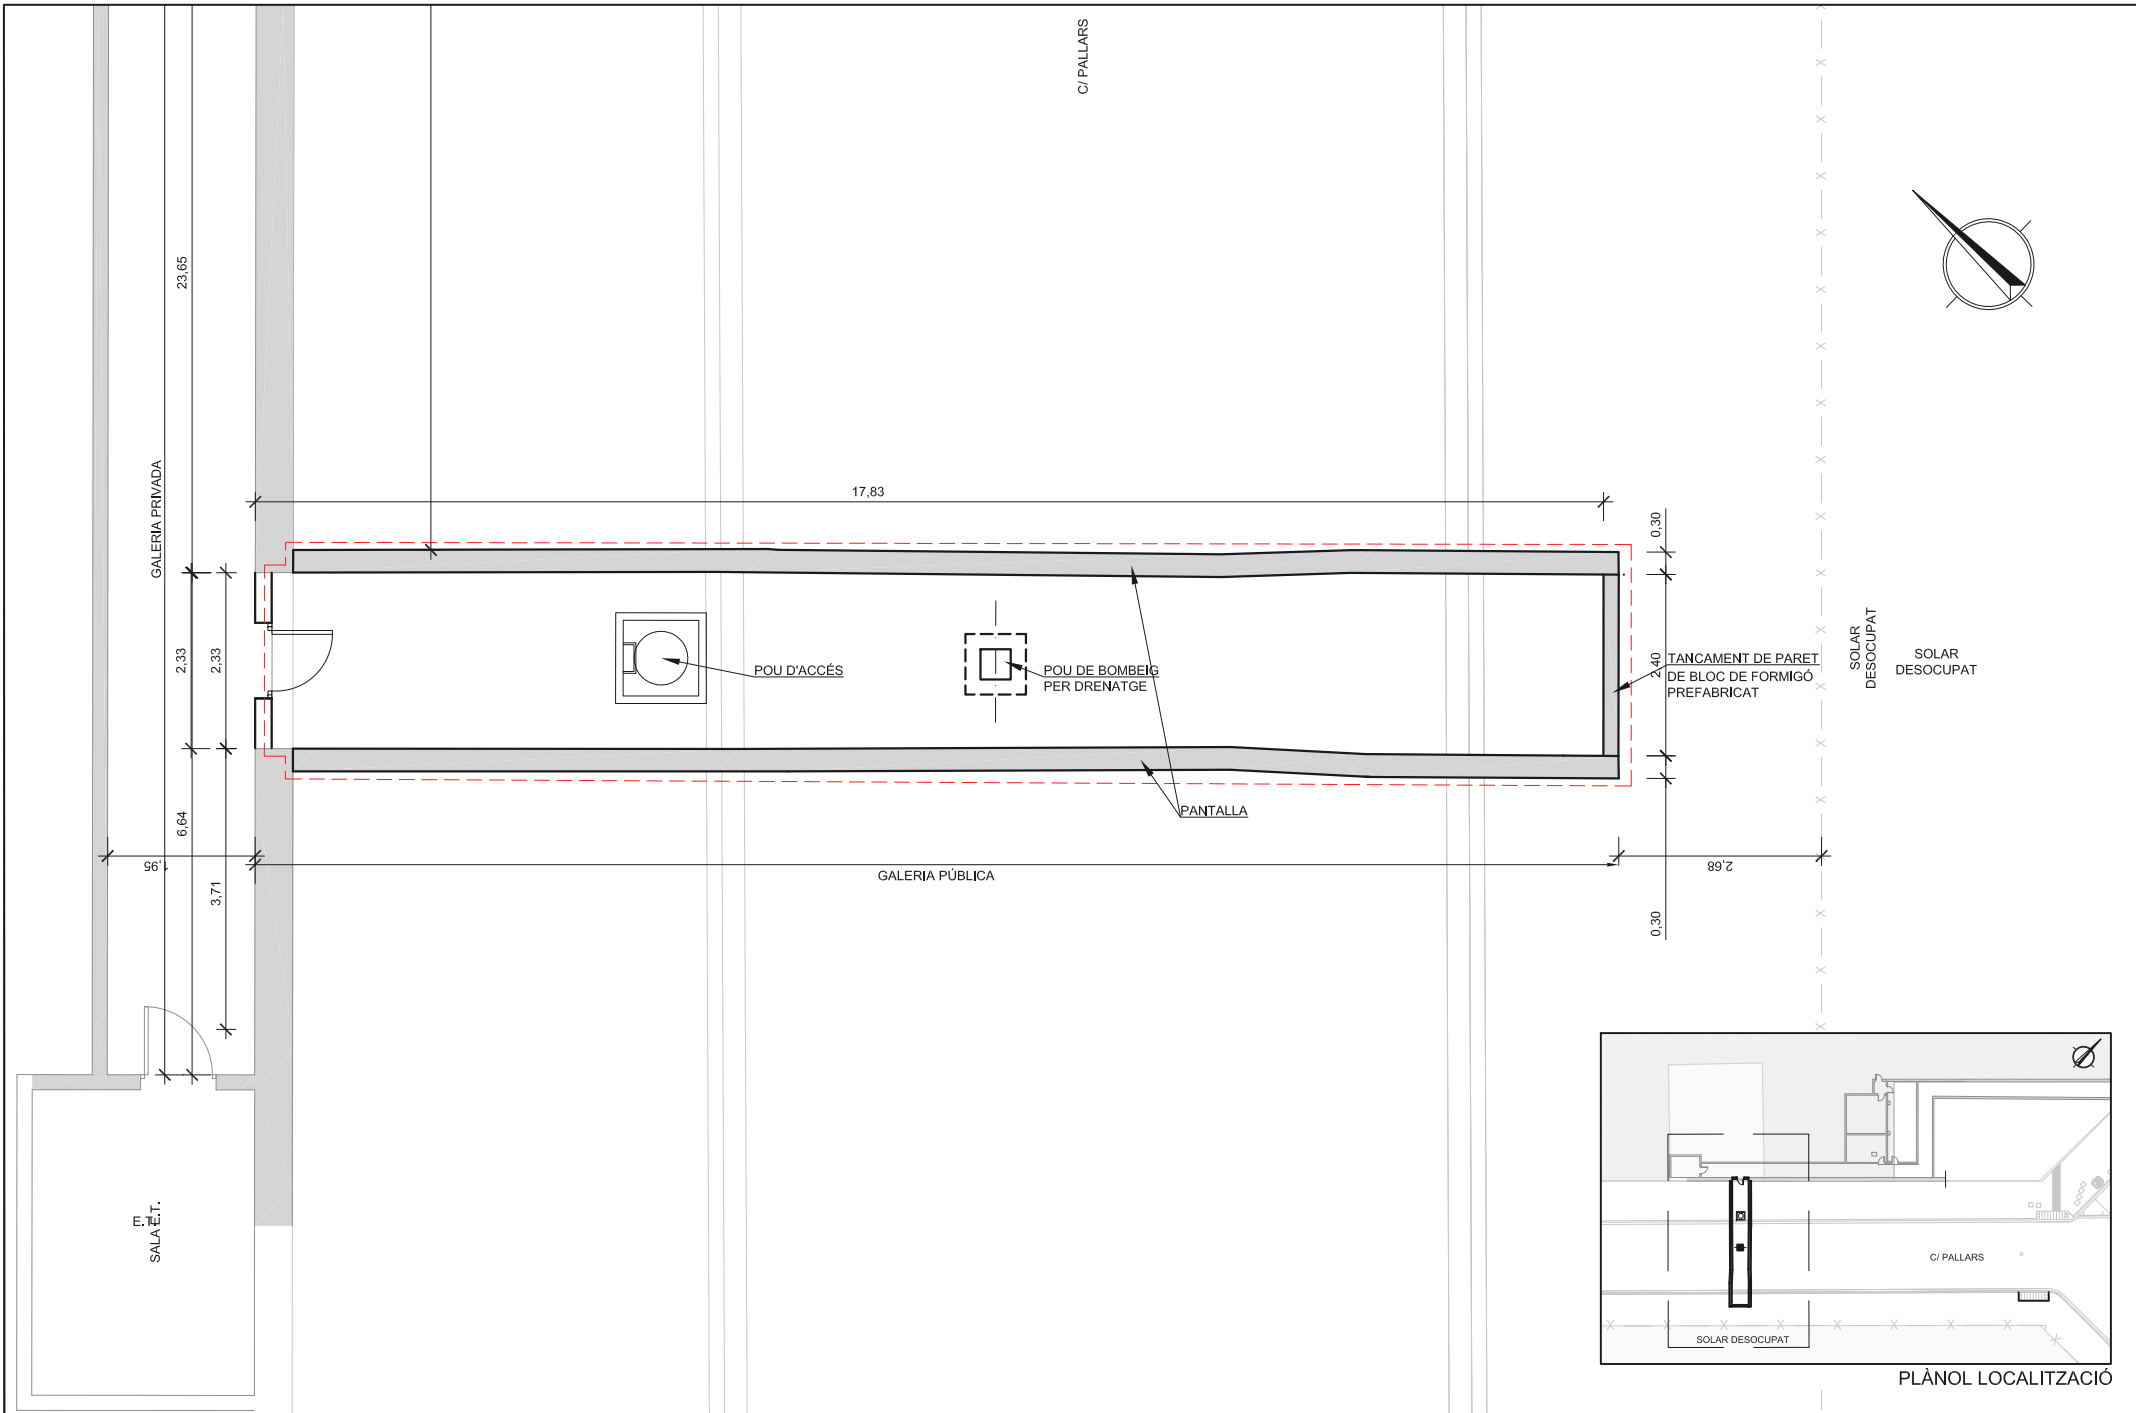 C/ PALLARS
23,65
GALERIA PRIVADA
17,83
0,30
2,33
2,33
2,40
POU D'ACCÉS
POU DE BOMBEIG
PER DRENATGE
TANCAMENT DE PARET
DE BLOC DE FORMIGÓ
PREFABRICAT
SOLAR
DESOCUPAT
SOLAR
DESOCUPAT
PANTALLA
6,64
1,95
GALERIA PÚBLICA
2,68
3,71
0,30
E.T.
SALA E.T.
C/ PALLARS
SOLAR DESOCUPAT
PLÀNOL LOCALITZACIÓ